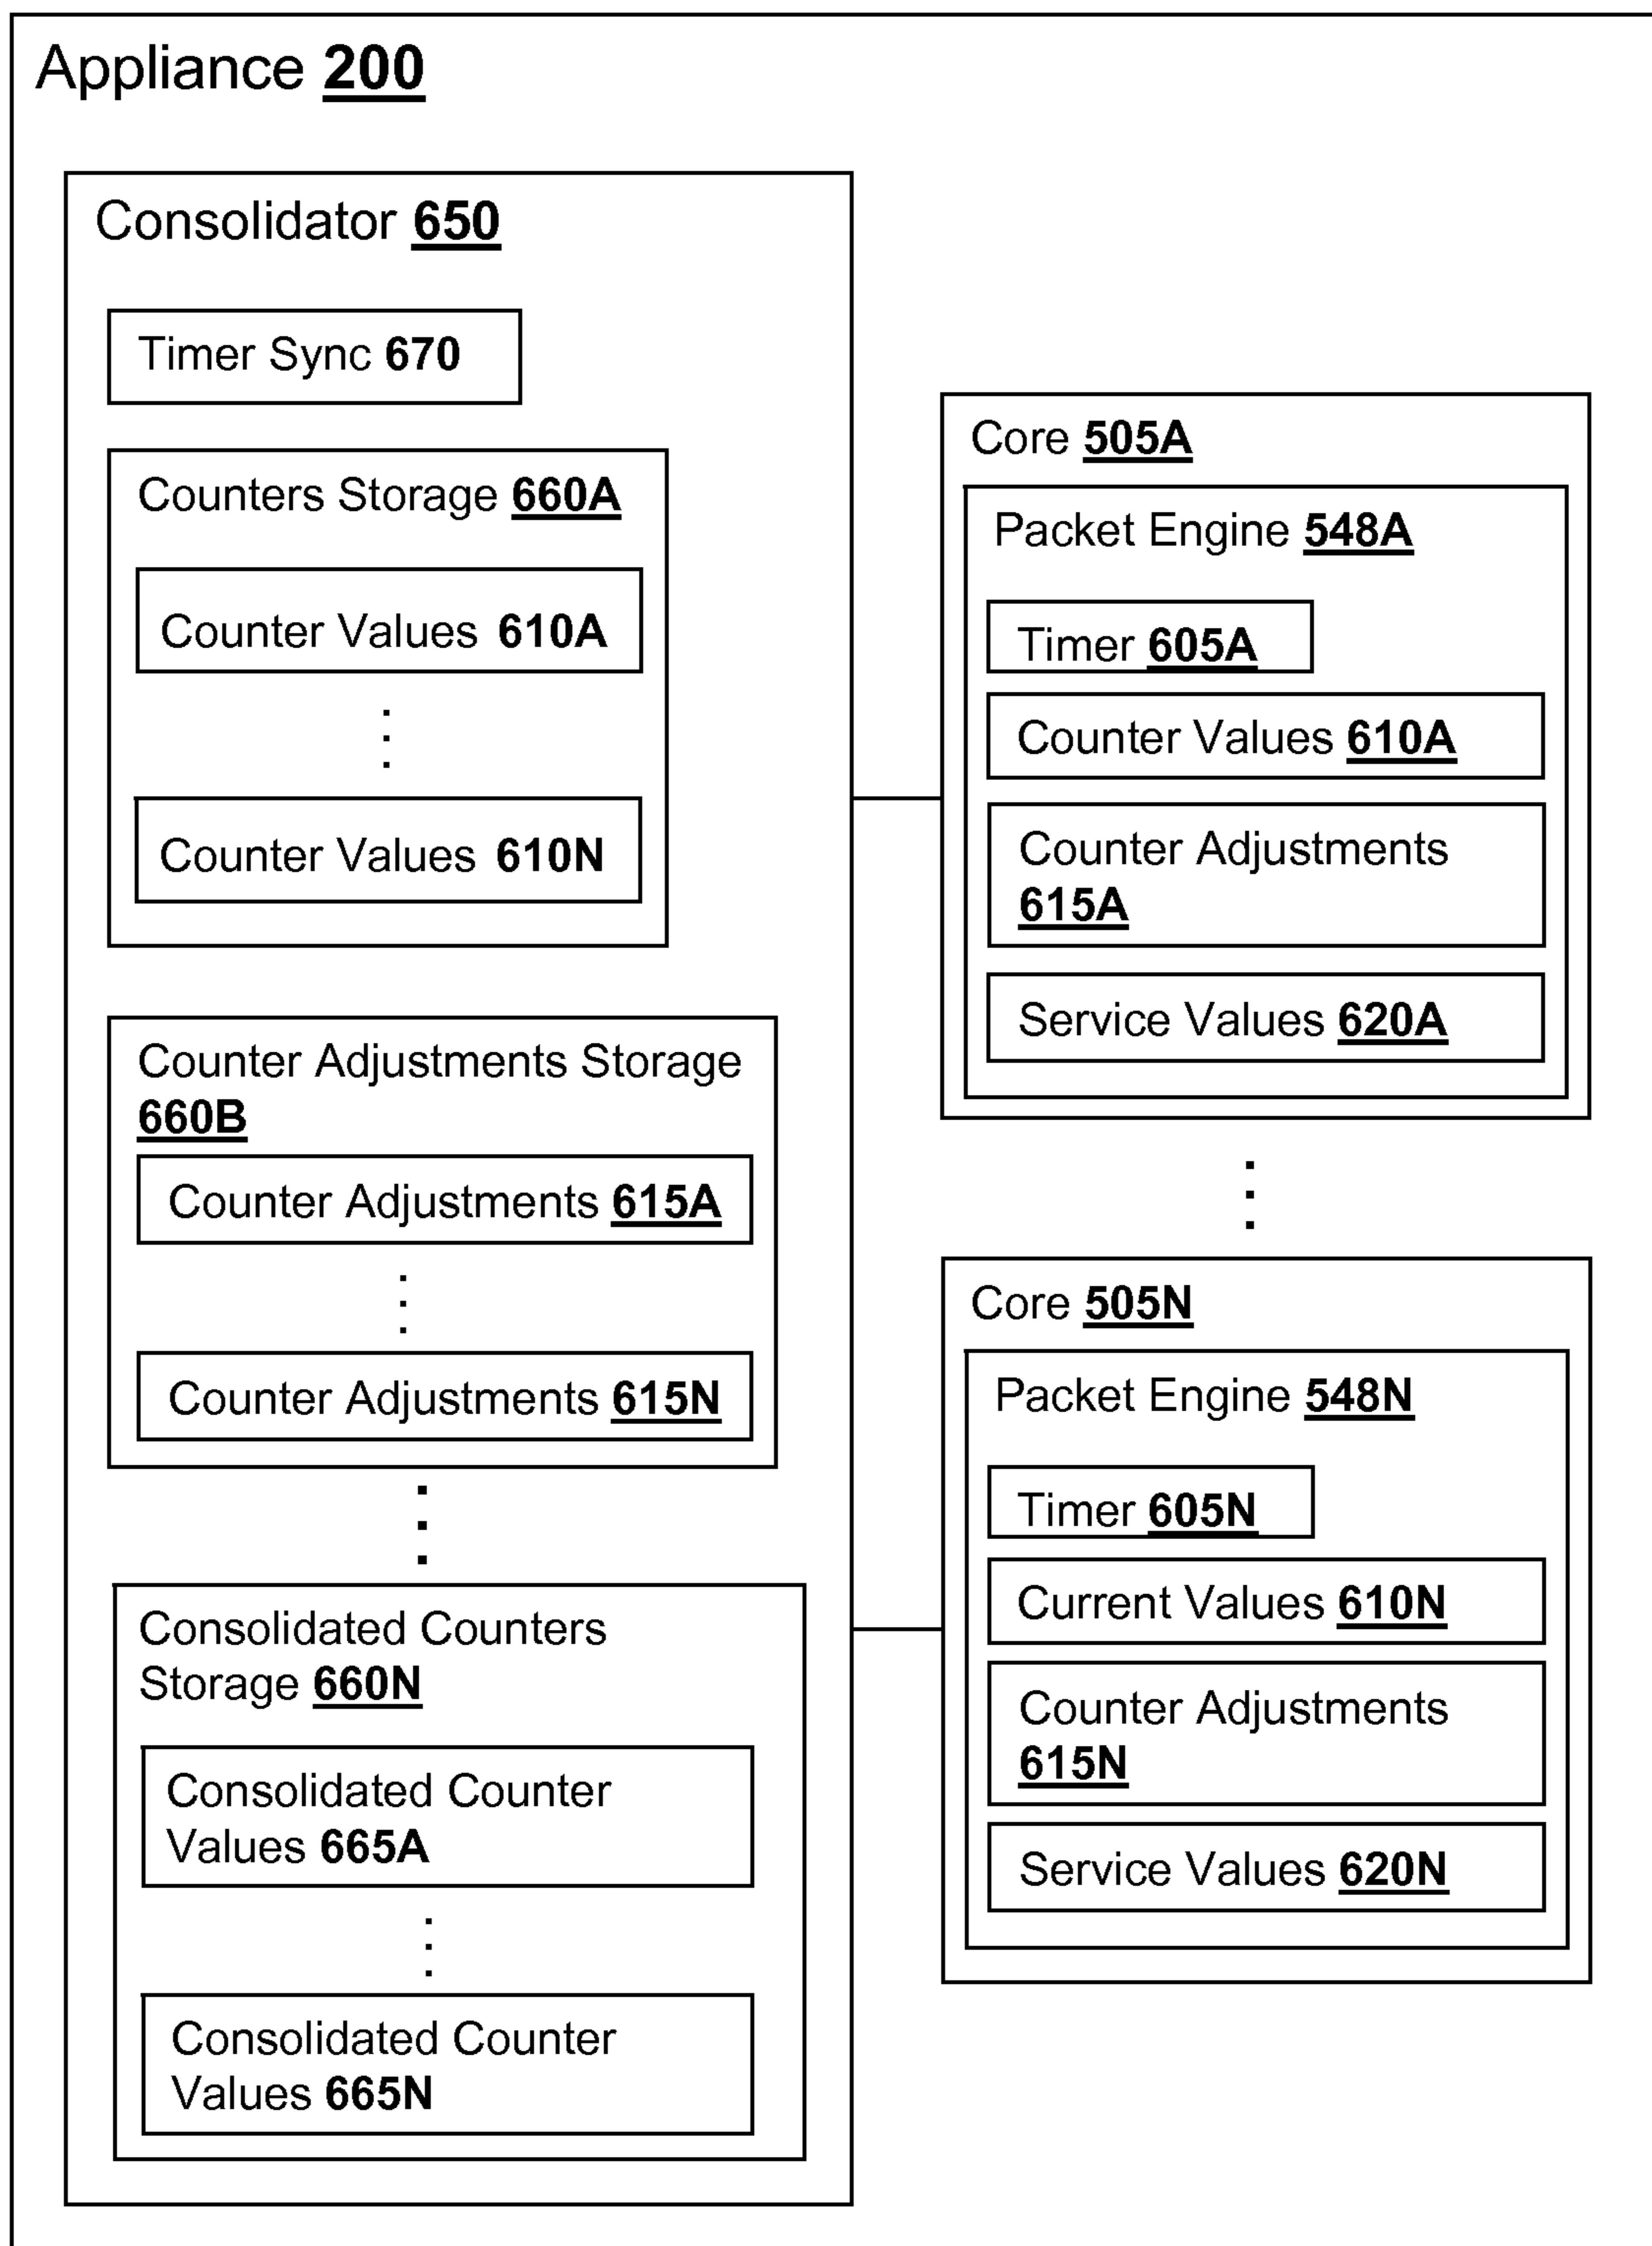 Appliance 200
Consolidator 650
Timer Sync 670
Counters Storage 660A
Counter Values 610A
Counter Values 610N
Counter Adjustments Storage
660B
Counter Adjustments 615A
Counter Adjustments 615N
Consolidated Counters
Storage 660N
Consolidated Counter
Values 665A
Consolidated Counter
Values 665N
Core 505A
Packet Engine 548A
Timer 605A
Counter Values 610A
Counter Adjustments
615A
Service Values 620A
Core 505N
Packet Engine 548N
Timer 605N
Current Values 610N
Counter Adjustments
615N
Service Values 620N